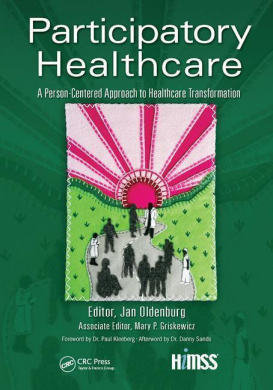 Participatory
Healthcare
A Person-Centered Approach to Healthcare Transformation
Editor, Jan Oldenburg
Associate Editor, Mary P. Griskewicz
Foreword by Dr. Paul Kleeberg • Afterword by Dr. Danny Sands
CRC Press
Taylor & Francis Group
HIMSS